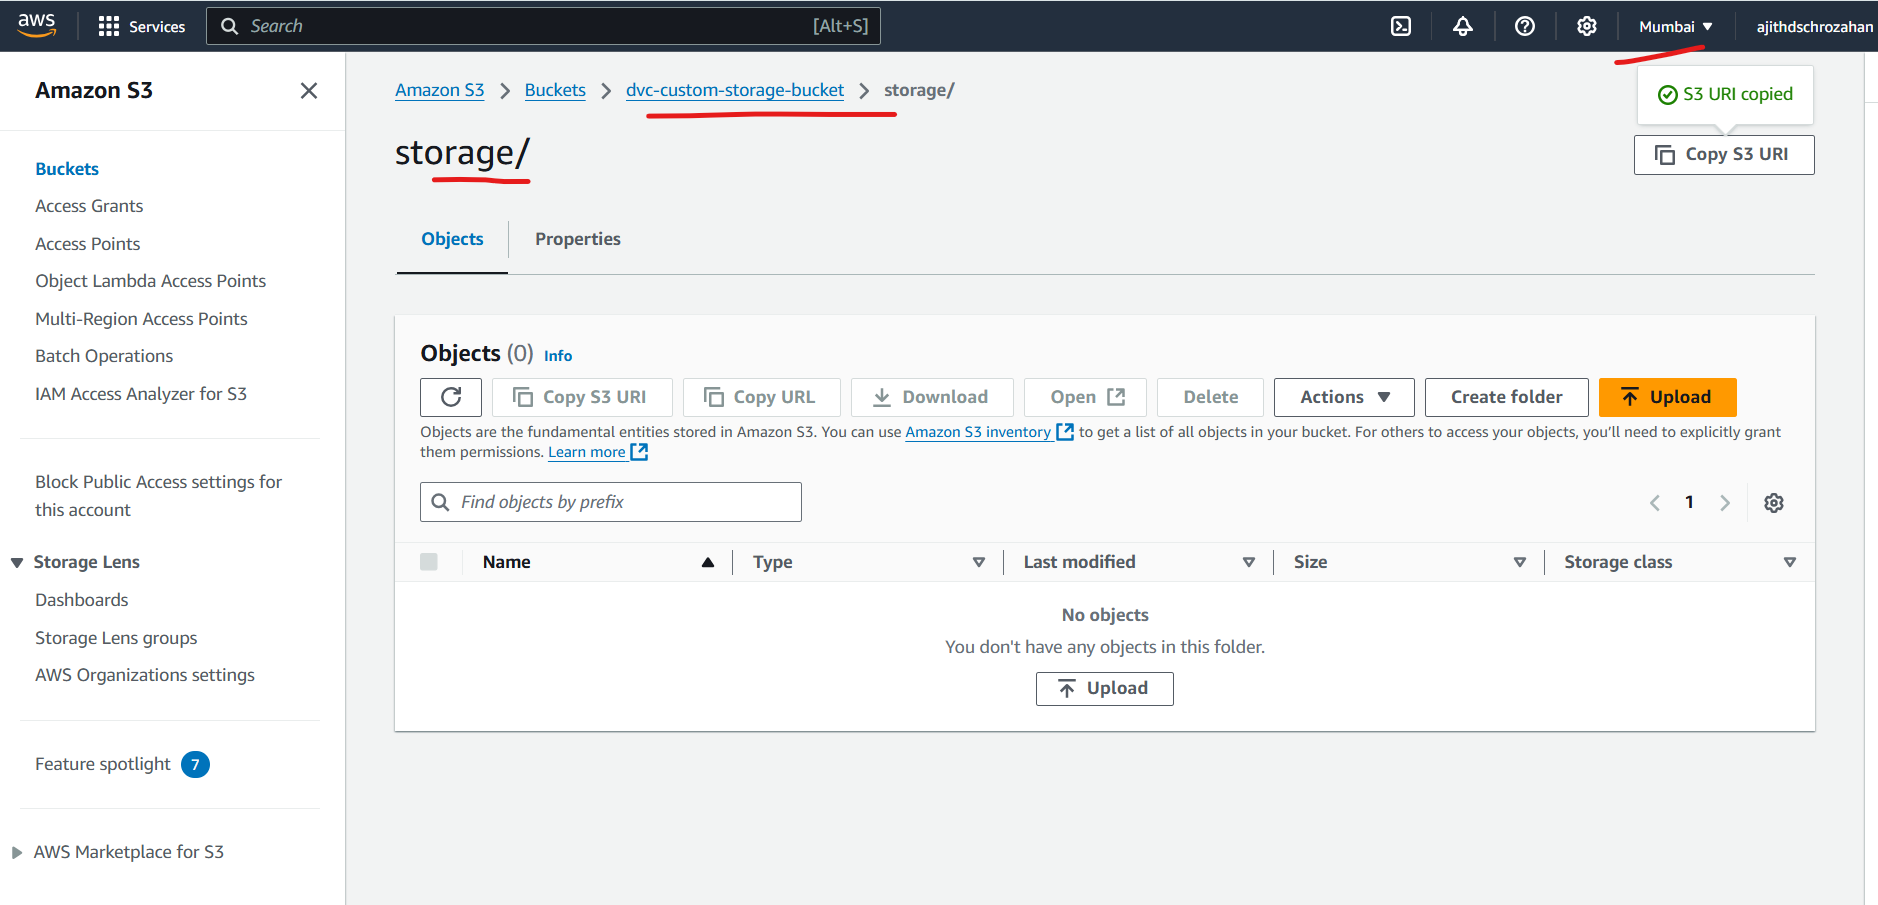 aws
Services
Search
[Alt+S]
Mumbai
ajithdschrozahan
Amazon S3
Buckets
Access Grants
Access Points
Object Lambda Access Points
Multi-Region Access Points
Batch Operations
IAM Access Analyzer for S3
Block Public Access settings for
this account
Storage Lens
Dashboards
Storage Lens groups
AWS Organizations settings
Feature spotlight 7
AWS Marketplace for S3
Amazon S3 > Buckets > dvc-custom-storage-bucket > storage/
S3 URI copied
storage/
Copy S3 URI
Objects
Properties
Objects (0) Info
Copy S3 URI
Copy URL
Download
Open
Delete
Actions
Create folder
Upload
Objects are the fundamental entities stored in Amazon S3. You can use Amazon S3 inventory to get a list of all objects in your bucket. For others to access your objects, you'll need to explicitly grant
them permissions. Learn more
Find objects by prefix
1
Name
Type
Last modified
Size
Storage class
No objects
You don't have any objects in this folder.
Upload